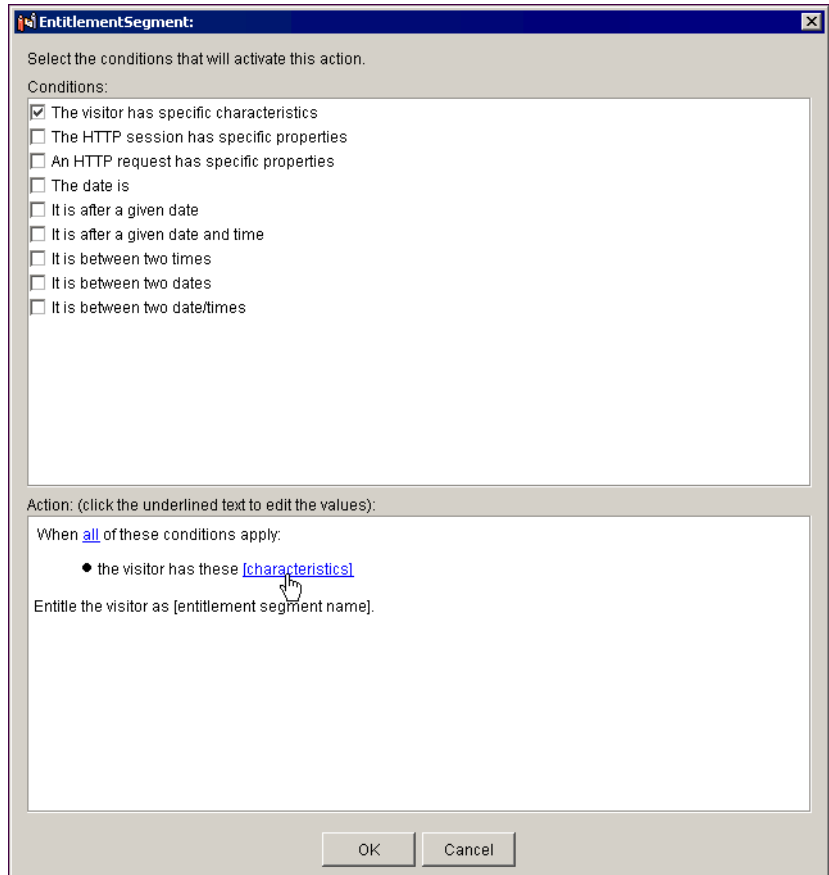 EntitlementSegment:
Select the conditions that will activate this action.
Conditions:
The visitor has specific characteristics
The HTTP session has specific properties
An HTTP request has specific properties
The date is
It is after a given date
It is after a given date and time
It is between two times
It is between two dates
It is between two date/times
Action: (click the underlined text to edit the values):
When all of these conditions apply:
the visitor has these [characteristics]
Entitle the visitor as [entitlement segment name].
OK Cancel